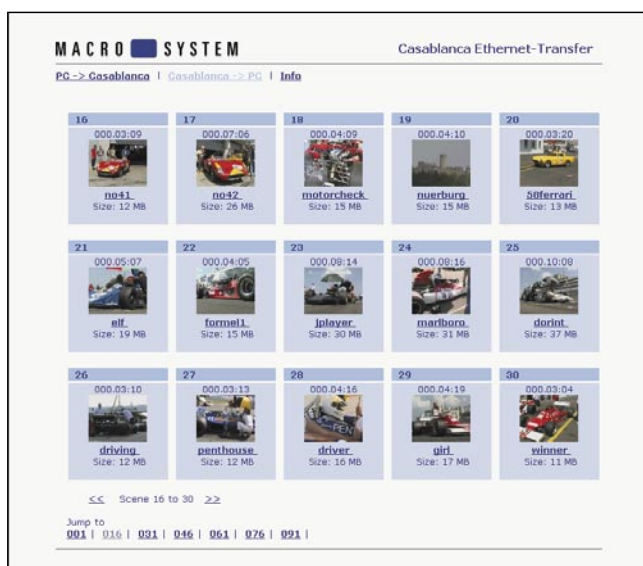 MACRO SYSTEM
Casablanca Ethernet-Transfer
PC -> Casablanca | Casablanca -> PC | Info
16 17 18 19 20
000.03:09 000.07:06 000.04:09 000.04:10 000.03:20
no41 no42 motorcheck nuerburg 50ferrari
Size: 12 MB Size: 26 MB Size: 15 MB Size: 15 MB Size: 13 MB
21 22 23 24 25
000.05:07 000.04:05 000.08:14 000.08:16 000.10:08
elf formel1 jplayer marlboro dorint
Size: 19 MB Size: 15 MB Size: 30 MB Size: 31 MB Size: 37 MB
26 27 28 29 30
000.03:10 000.03:13 000.04:16 000.04:19 000.03:04
driving penthouse driver girl winner
Size: 12 MB Size: 12 MB Size: 16 MB Size: 17 MB Size: 11 MB
<< Scene 16 to 30 >>
Jump to
001 | 016 | 031 | 046 | 061 | 076 | 091 |